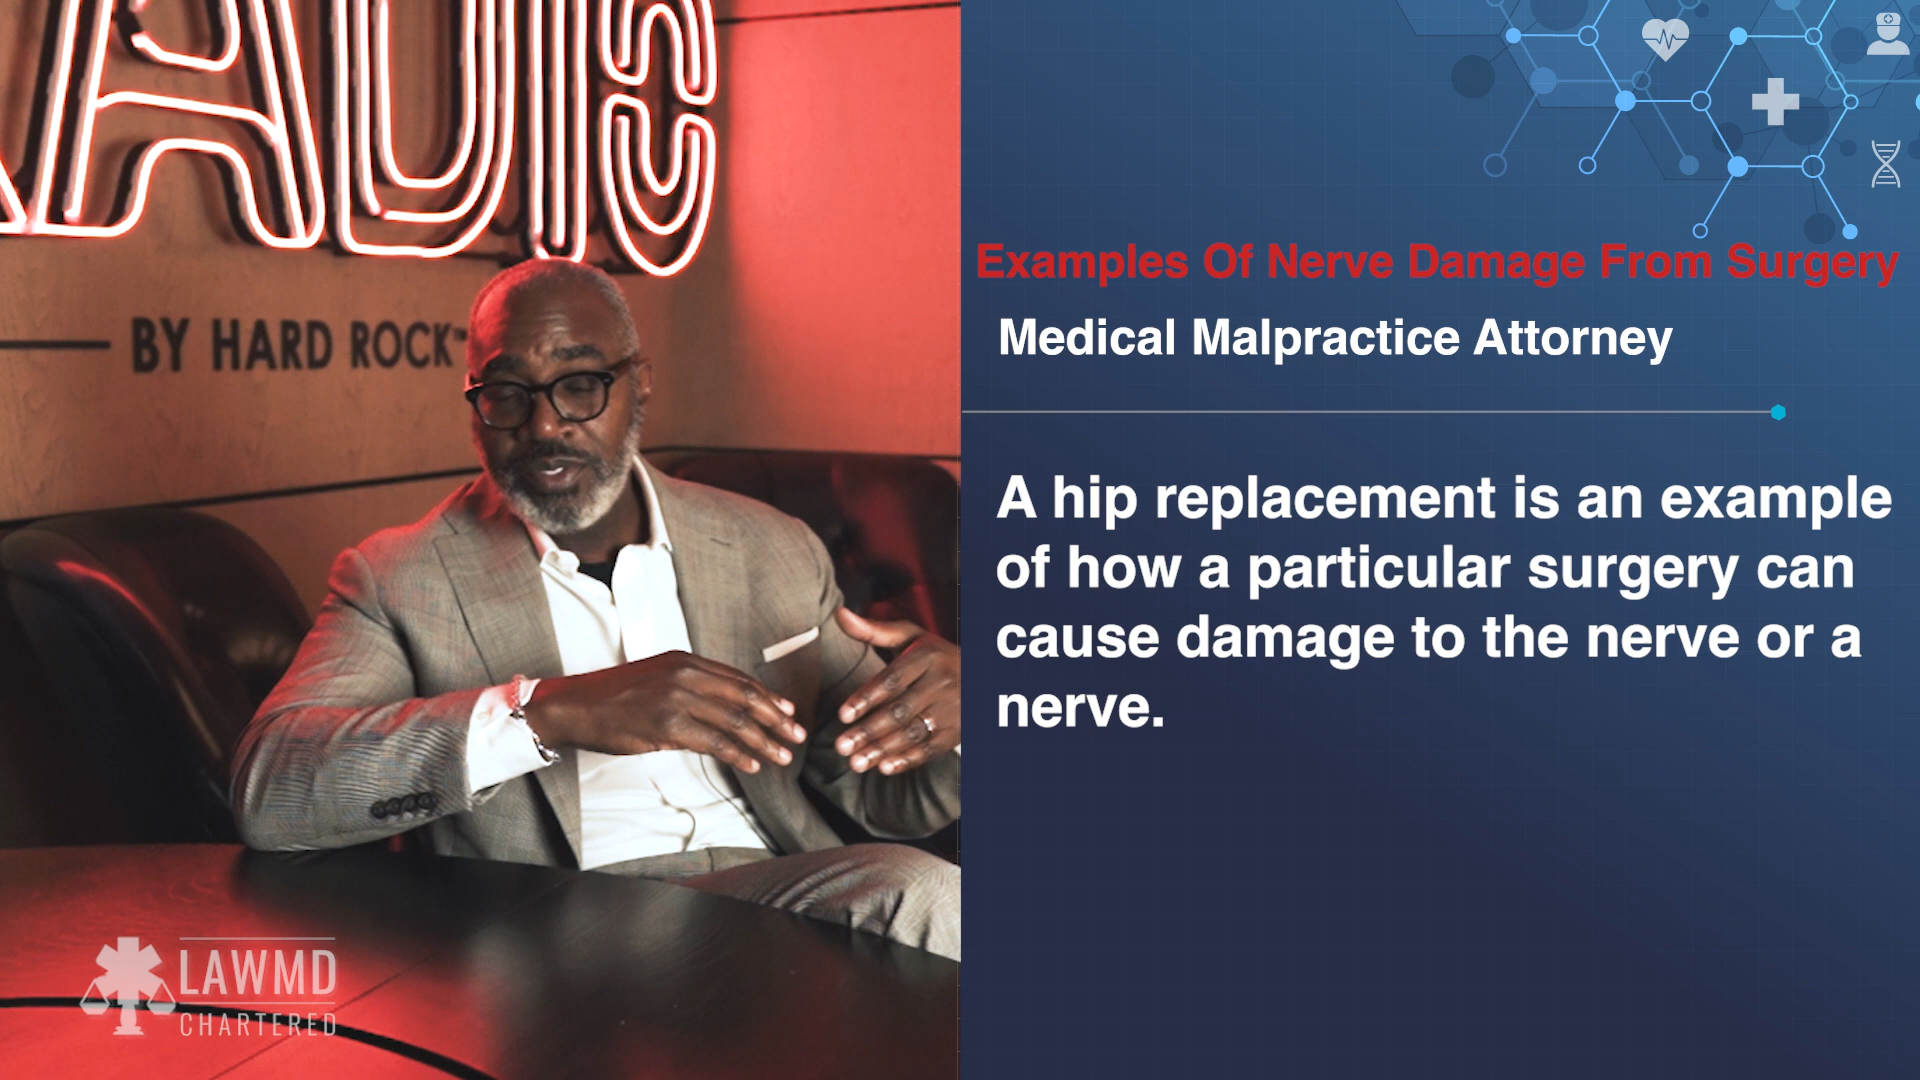 BY HARD ROCK™
Examples Of Nerve Damage From Surgery
Medical Malpractice Attorney
A hip replacement is an example
of how a particular surgery can
cause damage to the nerve or a
nerve.
LAWMD
CHARTERED